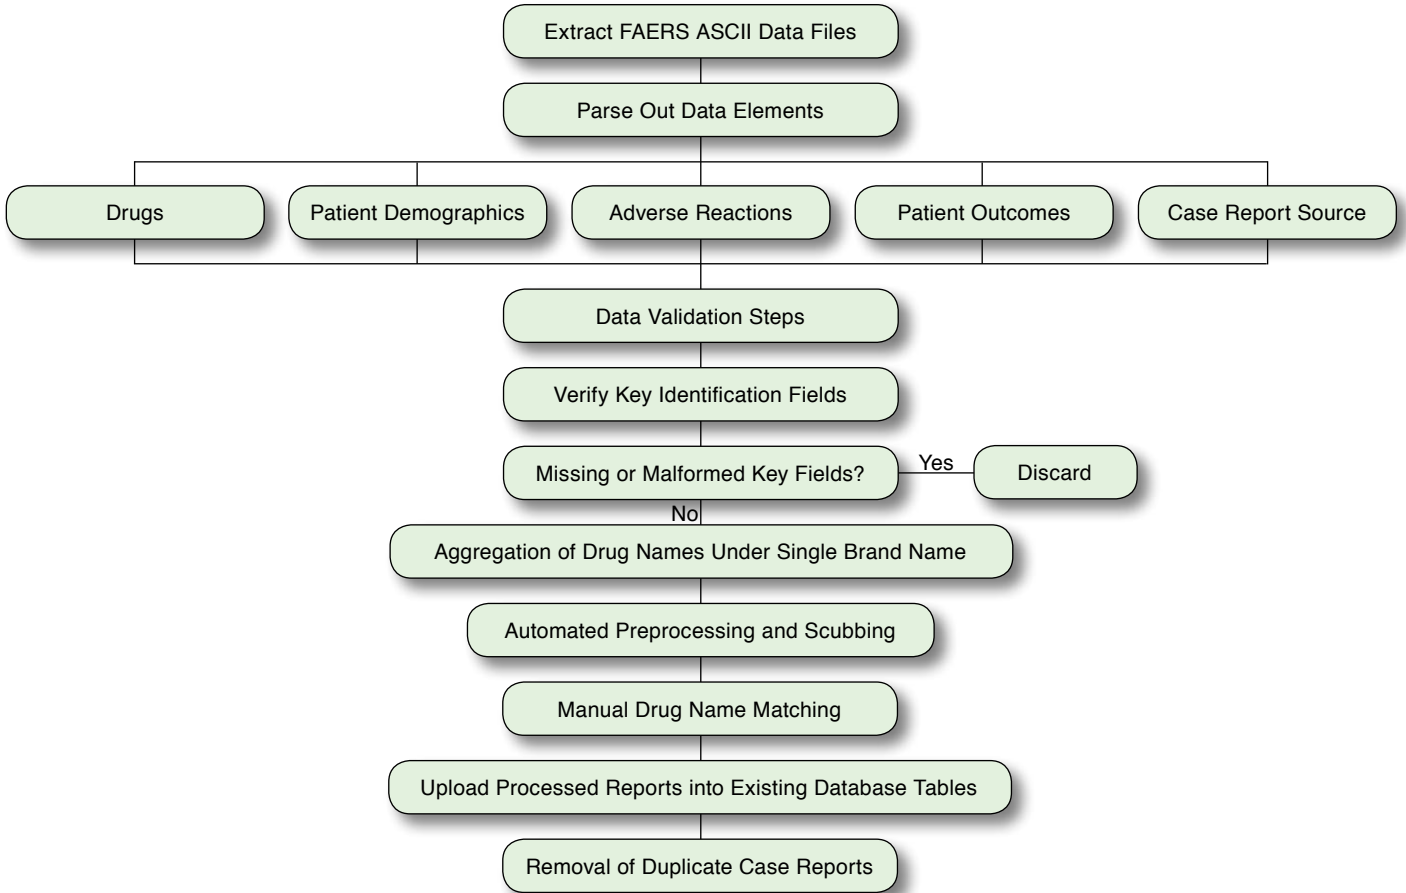 Extract FAERS ASCII Data Files
Parse Out Data Elements
Drugs
Patient Demographics
Adverse Reactions
Patient Outcomes
Case Report Source
Data Validation Steps
Verify Key Identification Fields
Missing or Malformed Key Fields?
Yes
Discard
No
Aggregation of Drug Names Under Single Brand Name
Automated Preprocessing and Scubbing
Manual Drug Name Matching
Upload Processed Reports into Existing Database Tables
Removal of Duplicate Case Reports